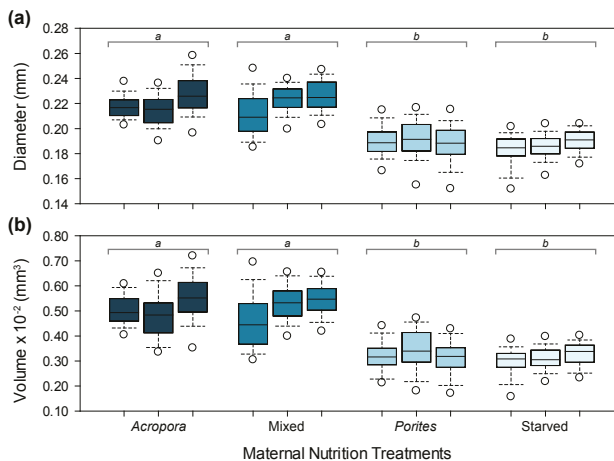 (a)
0.28
0.26
0.24
0.22
0.20
0.18
0.16
0.14
Diameter (mm)
a a b b
(b)
0.80
0.70
0.60
0.50
0.40
0.30
0.20
0.10
Volume x 10⁻² (mm³)
a a b b
Acropora Mixed Porites Starved
Maternal Nutrition Treatments